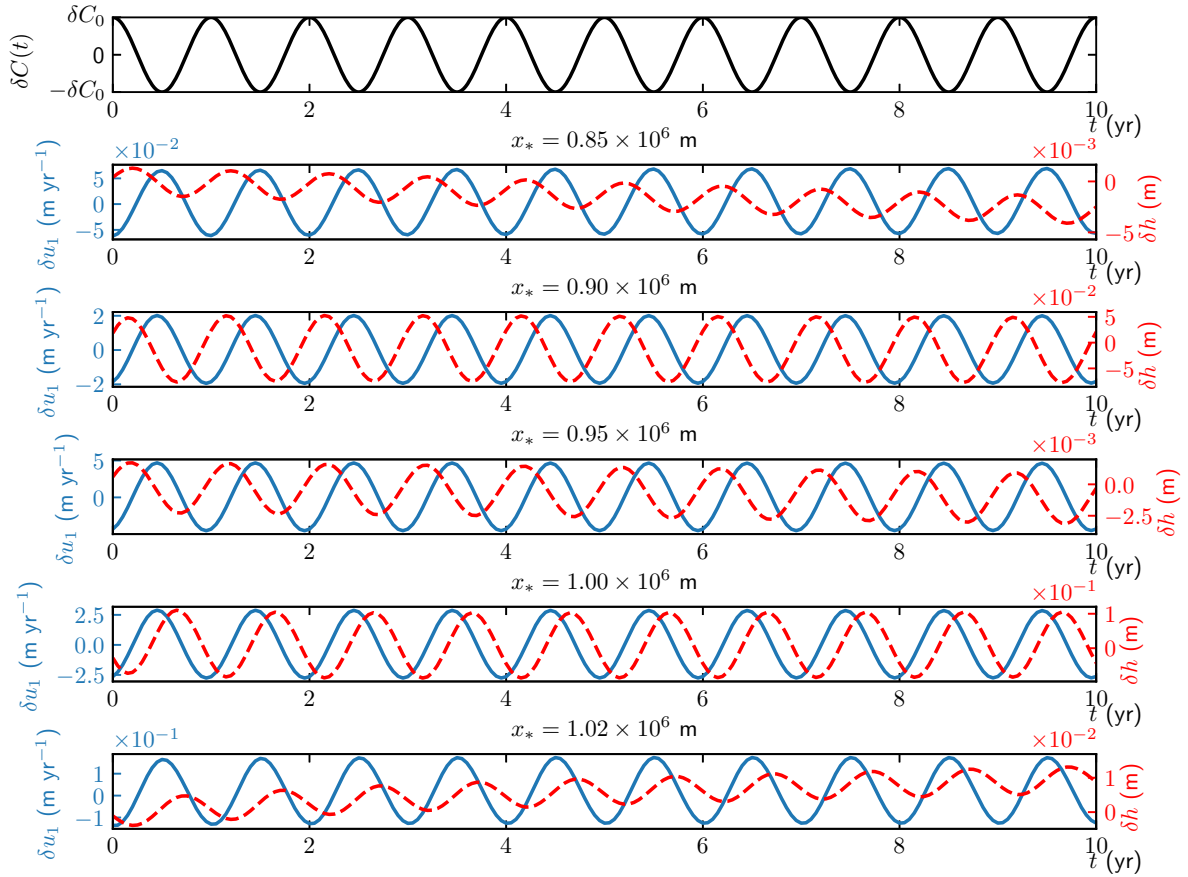 δC(t)
δC₀
0
−δC₀
0 2 4 6 8 10
t (yr)
x* = 0.85 × 10⁶ m
×10⁻² ×10⁻³
δu₁ (m yr⁻¹)
5
0
−5
0
−5
δh (m)
0 2 4 6 8 10
t (yr)
x* = 0.90 × 10⁶ m
×10⁻²
δu₁ (m yr⁻¹)
2
0
−2
5
0
−5
δh (m)
0 2 4 6 8 10
t (yr)
x* = 0.95 × 10⁶ m
×10⁻³
δu₁ (m yr⁻¹)
5
0
0.0
−2.5
δh (m)
0 2 4 6 8 10
t (yr)
x* = 1.00 × 10⁶ m
×10⁻¹
δu₁ (m yr⁻¹)
2.5
0.0
−2.5
1
0
δh (m)
0 2 4 6 8 10
t (yr)
x* = 1.02 × 10⁶ m
×10⁻¹ ×10⁻²
δu₁ (m yr⁻¹)
1
0
−1
1
0
δh (m)
0 2 4 6 8 10
t (yr)